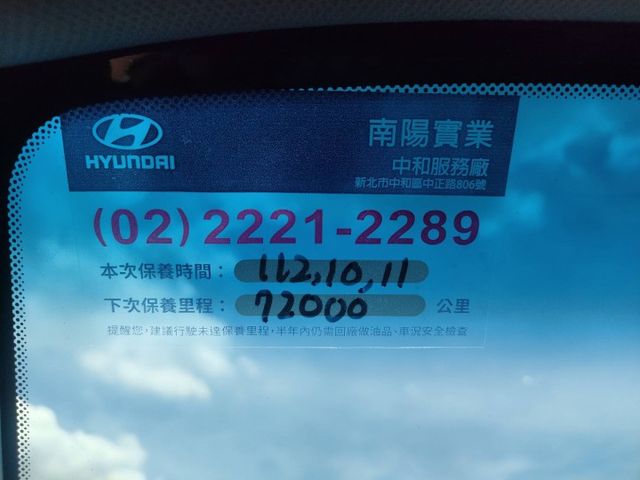 HYUNDAI
南陽實業
中和服務廠
新北市中和區中正路806號
(02) 2221-2289
本次保養時間：112,10,11
下次保養里程：72000 公里
提醒您，建議行駛未達保養里程，半年內仍需回廠做油品、車況安全檢查